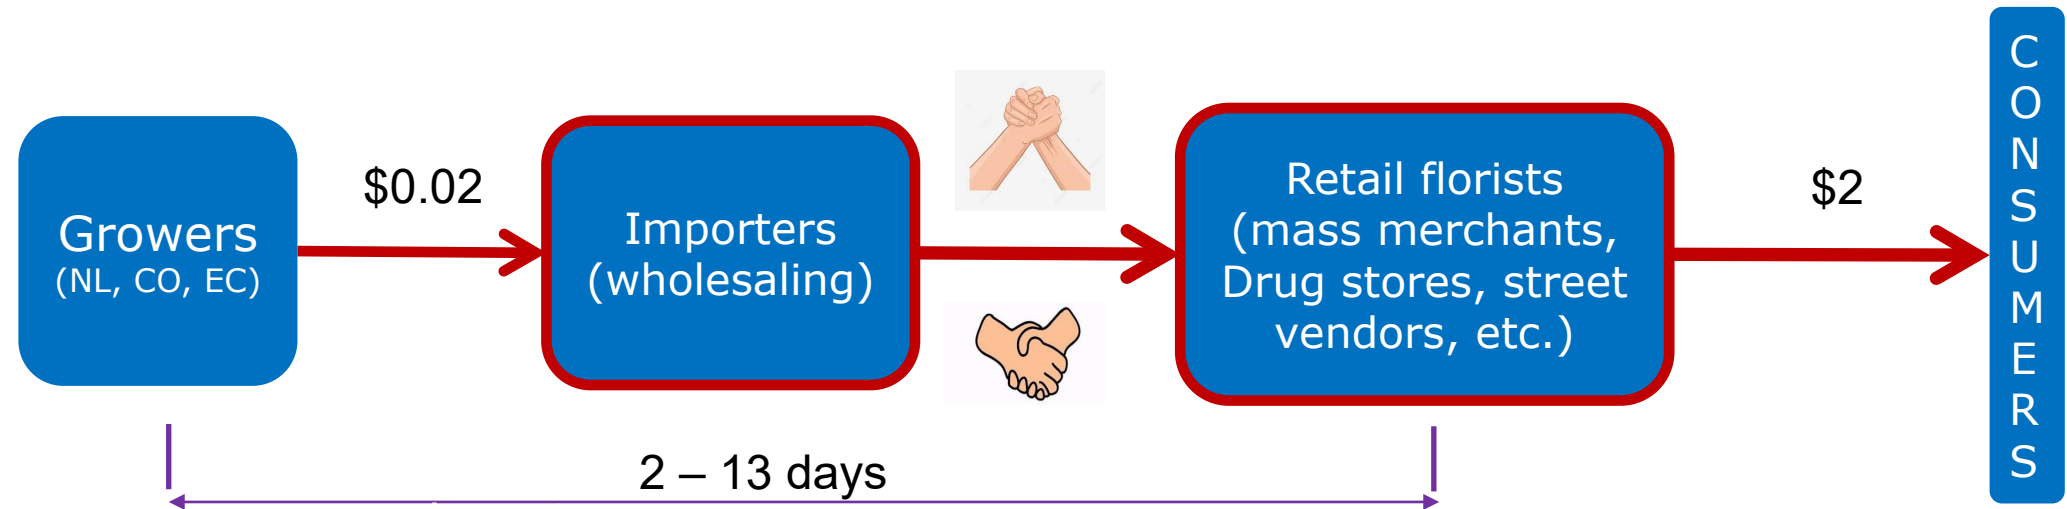 Growers
(NL, CO, EC)
$0.02
Importers
(wholesaling)
Retail florists
(mass merchants,
Drug stores, street
vendors, etc.)
$2
CONSUMERS
2 – 13 days